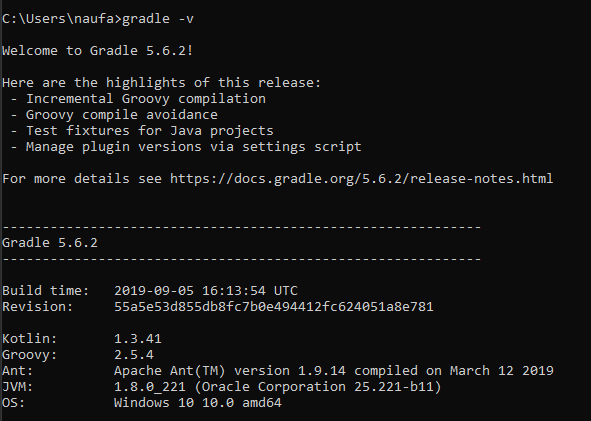 C:\Users\naufa>gradle -v
Welcome to Gradle 5.6.2!
Here are the highlights of this release:
 - Incremental Groovy compilation
 - Groovy compile avoidance
 - Test fixtures for Java projects
 - Manage plugin versions via settings script
For more details see https://docs.gradle.org/5.6.2/release-notes.html
------------------------------------------------------------
Gradle 5.6.2
------------------------------------------------------------
Build time:   2019-09-05 16:13:54 UTC
Revision:     55a5e53d855db8fc7b0e494412fc624051a8e781
Kotlin:       1.3.41
Groovy:       2.5.4
Ant:          Apache Ant(TM) version 1.9.14 compiled on March 12 2019
JVM:          1.8.0_221 (Oracle Corporation 25.221-b11)
OS:           Windows 10 10.0 amd64